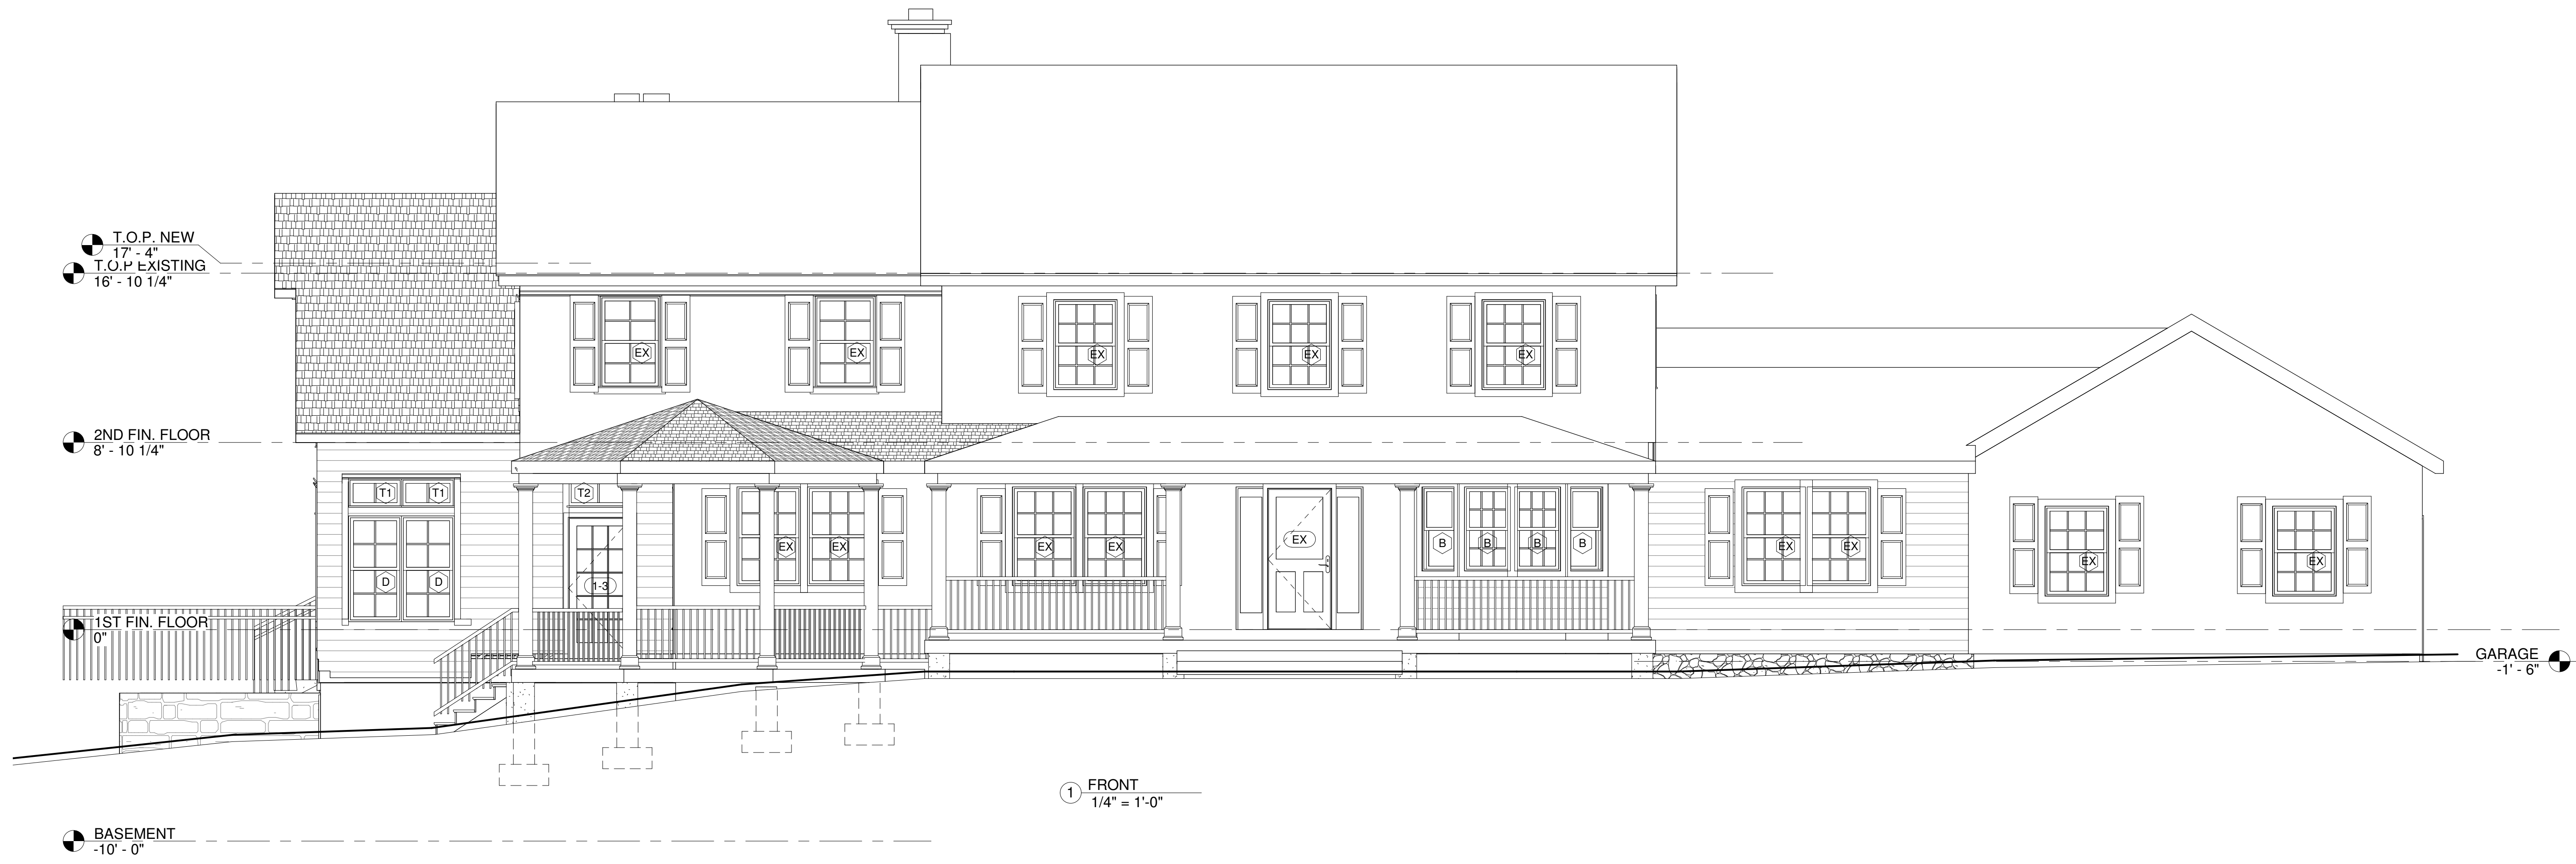 T.O.P. NEW
17' - 4"
T.O.P EXISTING
16' - 10 1/4"
EX
EX
EX
EX
EX
2ND FIN. FLOOR
8' - 10 1/4"
T1
T1
T2
EX
EX
EX
EX
EX
B
B
B
B
EX
EX
EX
EX
D
D
1-3
1ST FIN. FLOOR
0"
GARAGE
-1' - 6"
1
FRONT
1/4" = 1'-0"
BASEMENT
-10' - 0"